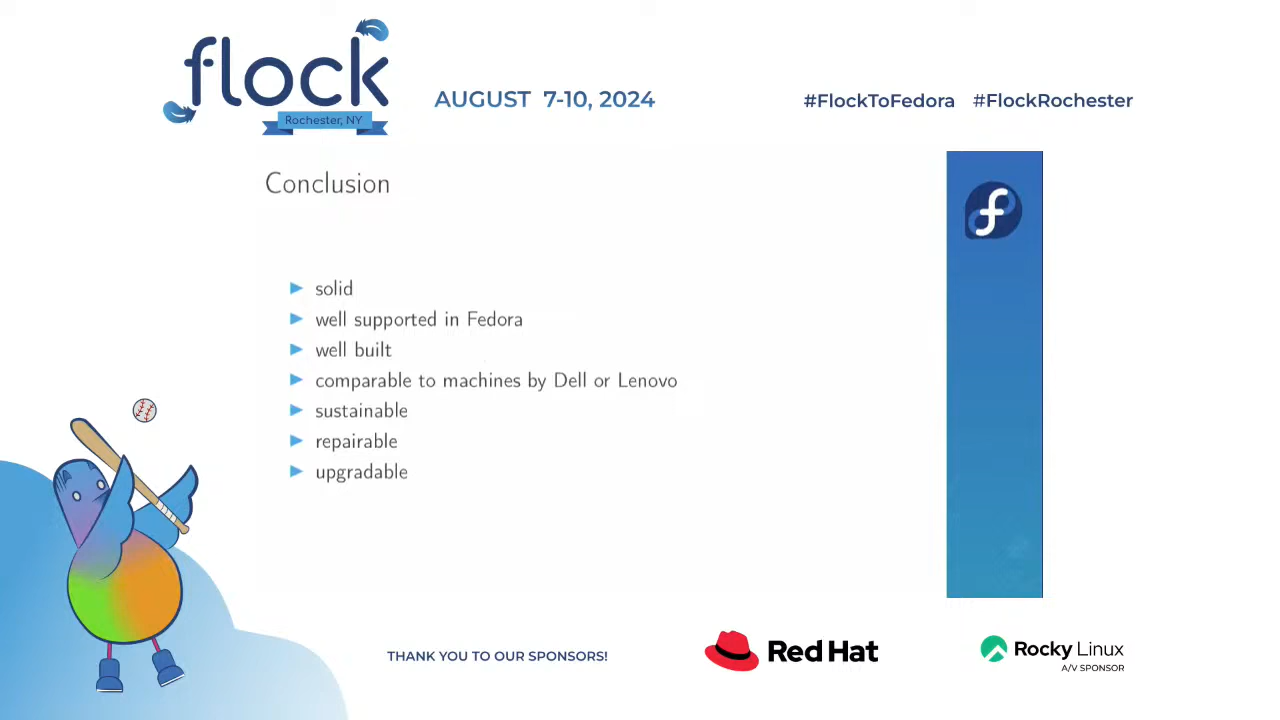 flock
Rochester, NY
AUGUST 7-10, 2024
#FlockToFedora #FlockRochester
Conclusion
solid
well supported in Fedora
well built
comparable to machines by Dell or Lenovo
sustainable
repairable
upgradable
THANK YOU TO OUR SPONSORS!
Red Hat
Rocky Linux
A/V SPONSOR